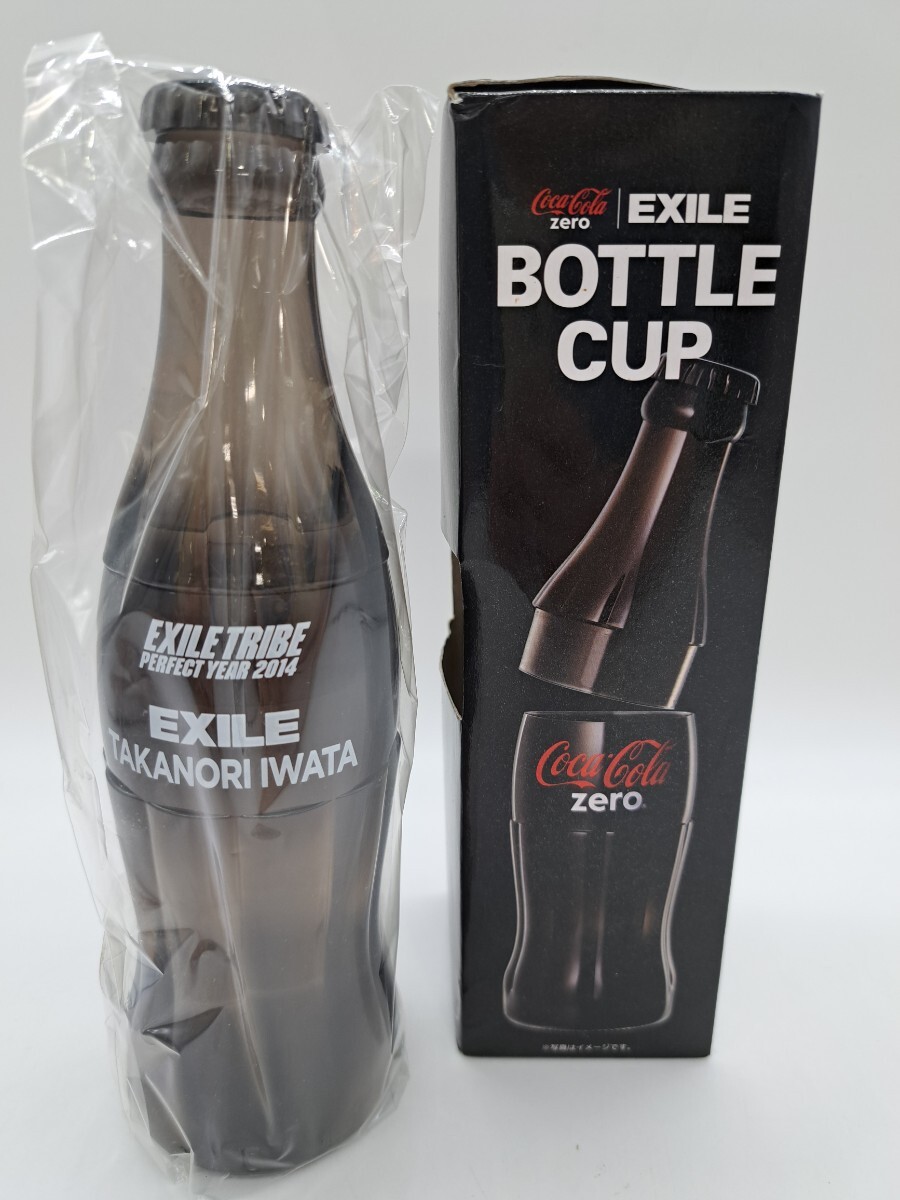 EXILE TRIBE
PERFECT YEAR 2014
EXILE
TAKANORI IWATA
Coca-Cola zero | EXILE
BOTTLE
CUP
Coca-Cola
zero
※写真はイメージです。